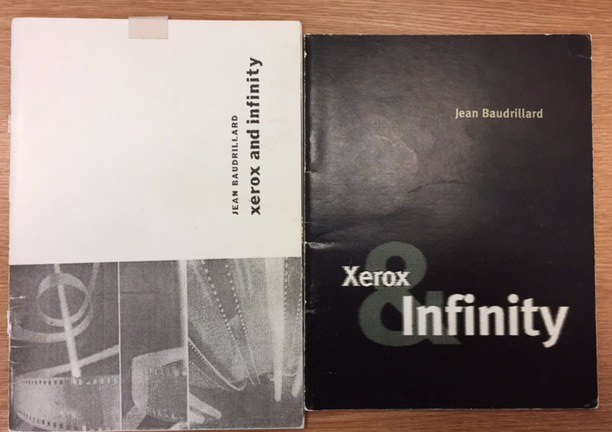 JEAN BAUDRILLARD
xerox and infinity
Jean Baudrillard
Xerox
&
Infinity